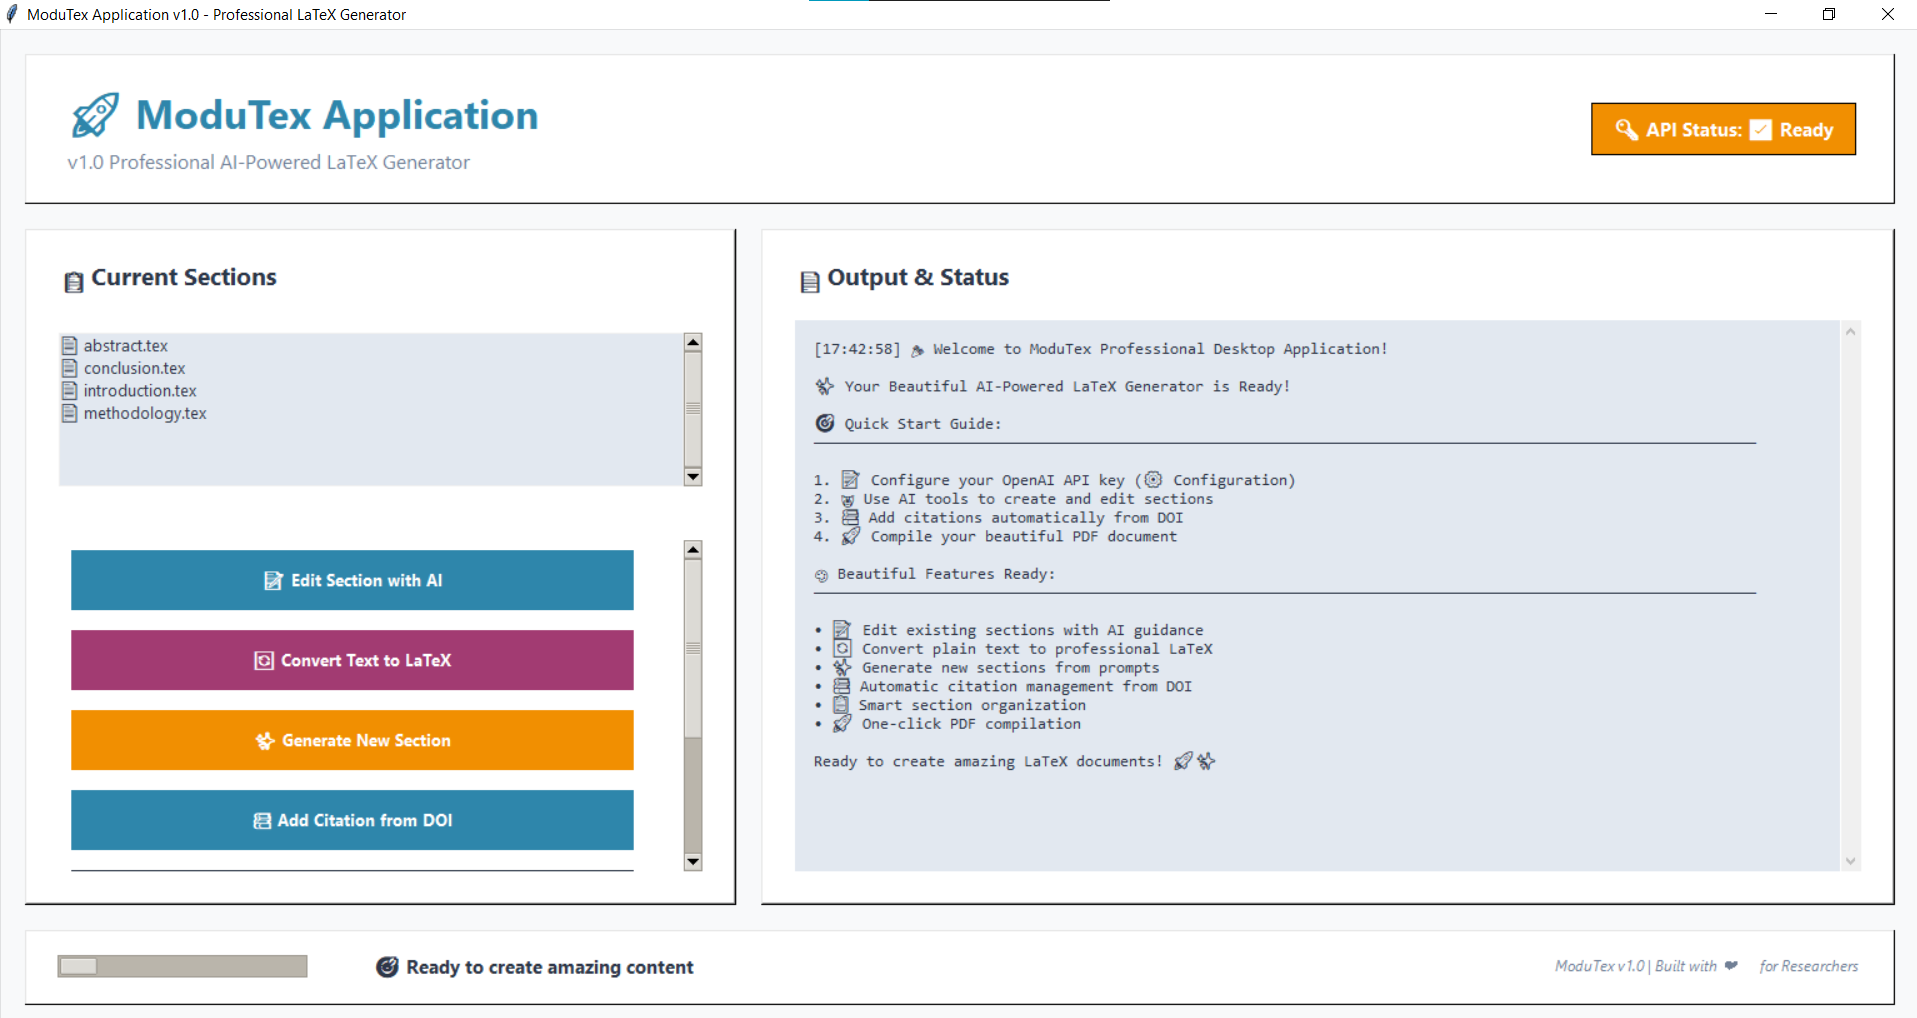 ModuTex Application v1.0 - Professional LaTeX Generator
ModuTex Application
v1.0 Professional AI-Powered LaTeX Generator
API Status: ✓ Ready
Current Sections
abstract.tex
conclusion.tex
introduction.tex
methodology.tex
Edit Section with AI
Convert Text to LaTeX
Generate New Section
Add Citation from DOI
Output & Status
[17:42:58] Welcome to ModuTex Professional Desktop Application!
Your Beautiful AI-Powered LaTeX Generator is Ready!
Quick Start Guide:
1. Configure your OpenAI API key (⚙ Configuration)
2. Use AI tools to create and edit sections
3. Add citations automatically from DOI
4. Compile your beautiful PDF document
Beautiful Features Ready:
• Edit existing sections with AI guidance
• Convert plain text to professional LaTeX
• Generate new sections from prompts
• Automatic citation management from DOI
• Smart section organization
• One-click PDF compilation
Ready to create amazing LaTeX documents!
Ready to create amazing content
ModuTex v1.0 | Built with ❤ for Researchers